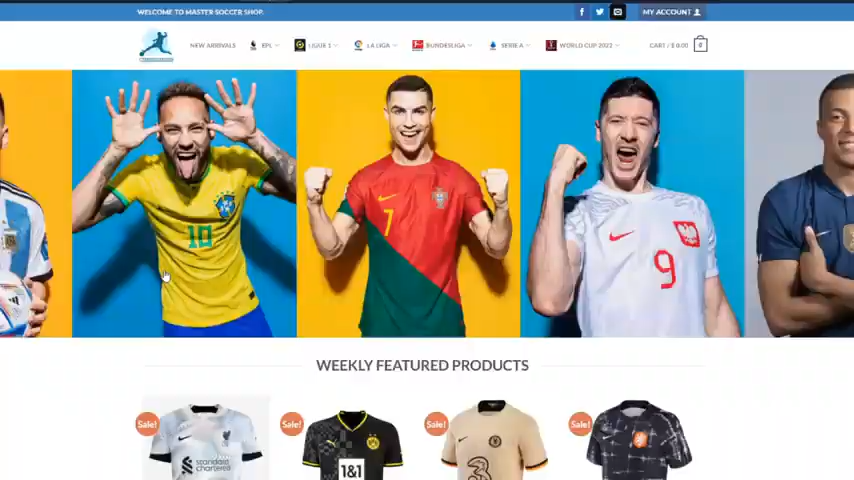 WELCOME TO MASTER SOCCER SHOP.
MY ACCOUNT
NEW ARRIVALS
EPL
LIGUE 1
LA LIGA
BUNDESLIGA
SERIE A
WORLD CUP 2022
CART / $ 0.00
0
10
7
9
WEEKLY FEATURED PRODUCTS
Sale!
Sale!
Sale!
Sale!
standard
chartered
1&1
3